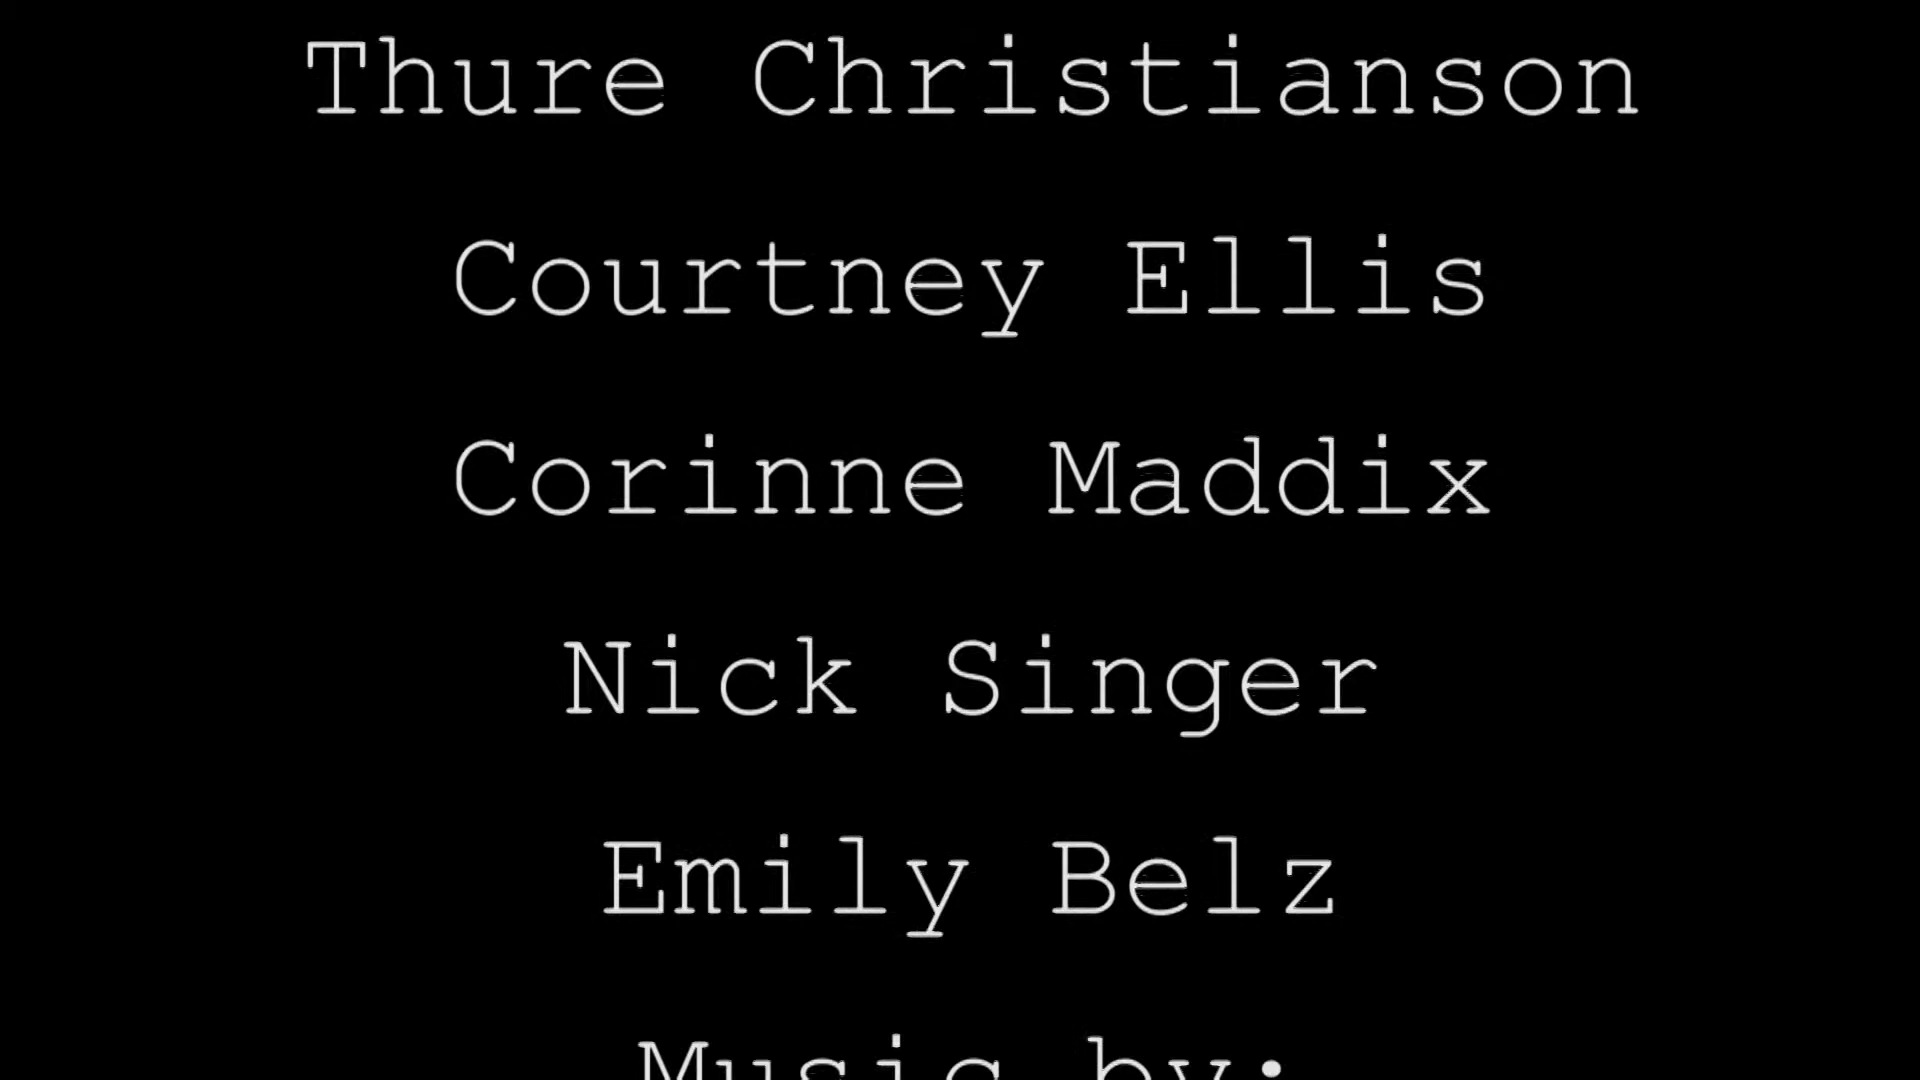 Thure Christianson
Courtney Ellis
Corinne Maddix
Nick Singer
Emily Belz
Music by: